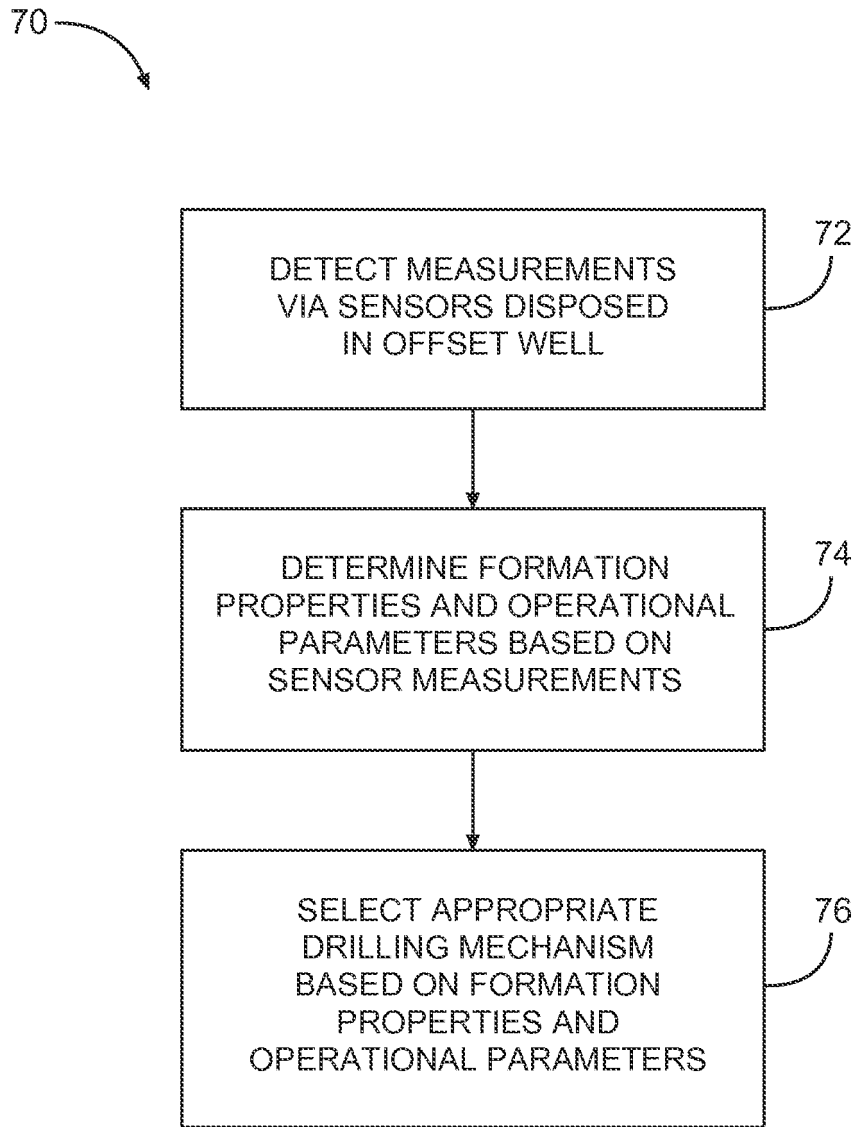 70
72
DETECT MEASUREMENTS
VIA SENSORS DISPOSED
IN OFFSET WELL
74
DETERMINE FORMATION
PROPERTIES AND OPERATIONAL
PARAMETERS BASED ON
SENSOR MEASUREMENTS
76
SELECT APPROPRIATE
DRILLING MECHANISM
BASED ON FORMATION
PROPERTIES AND
OPERATIONAL PARAMETERS